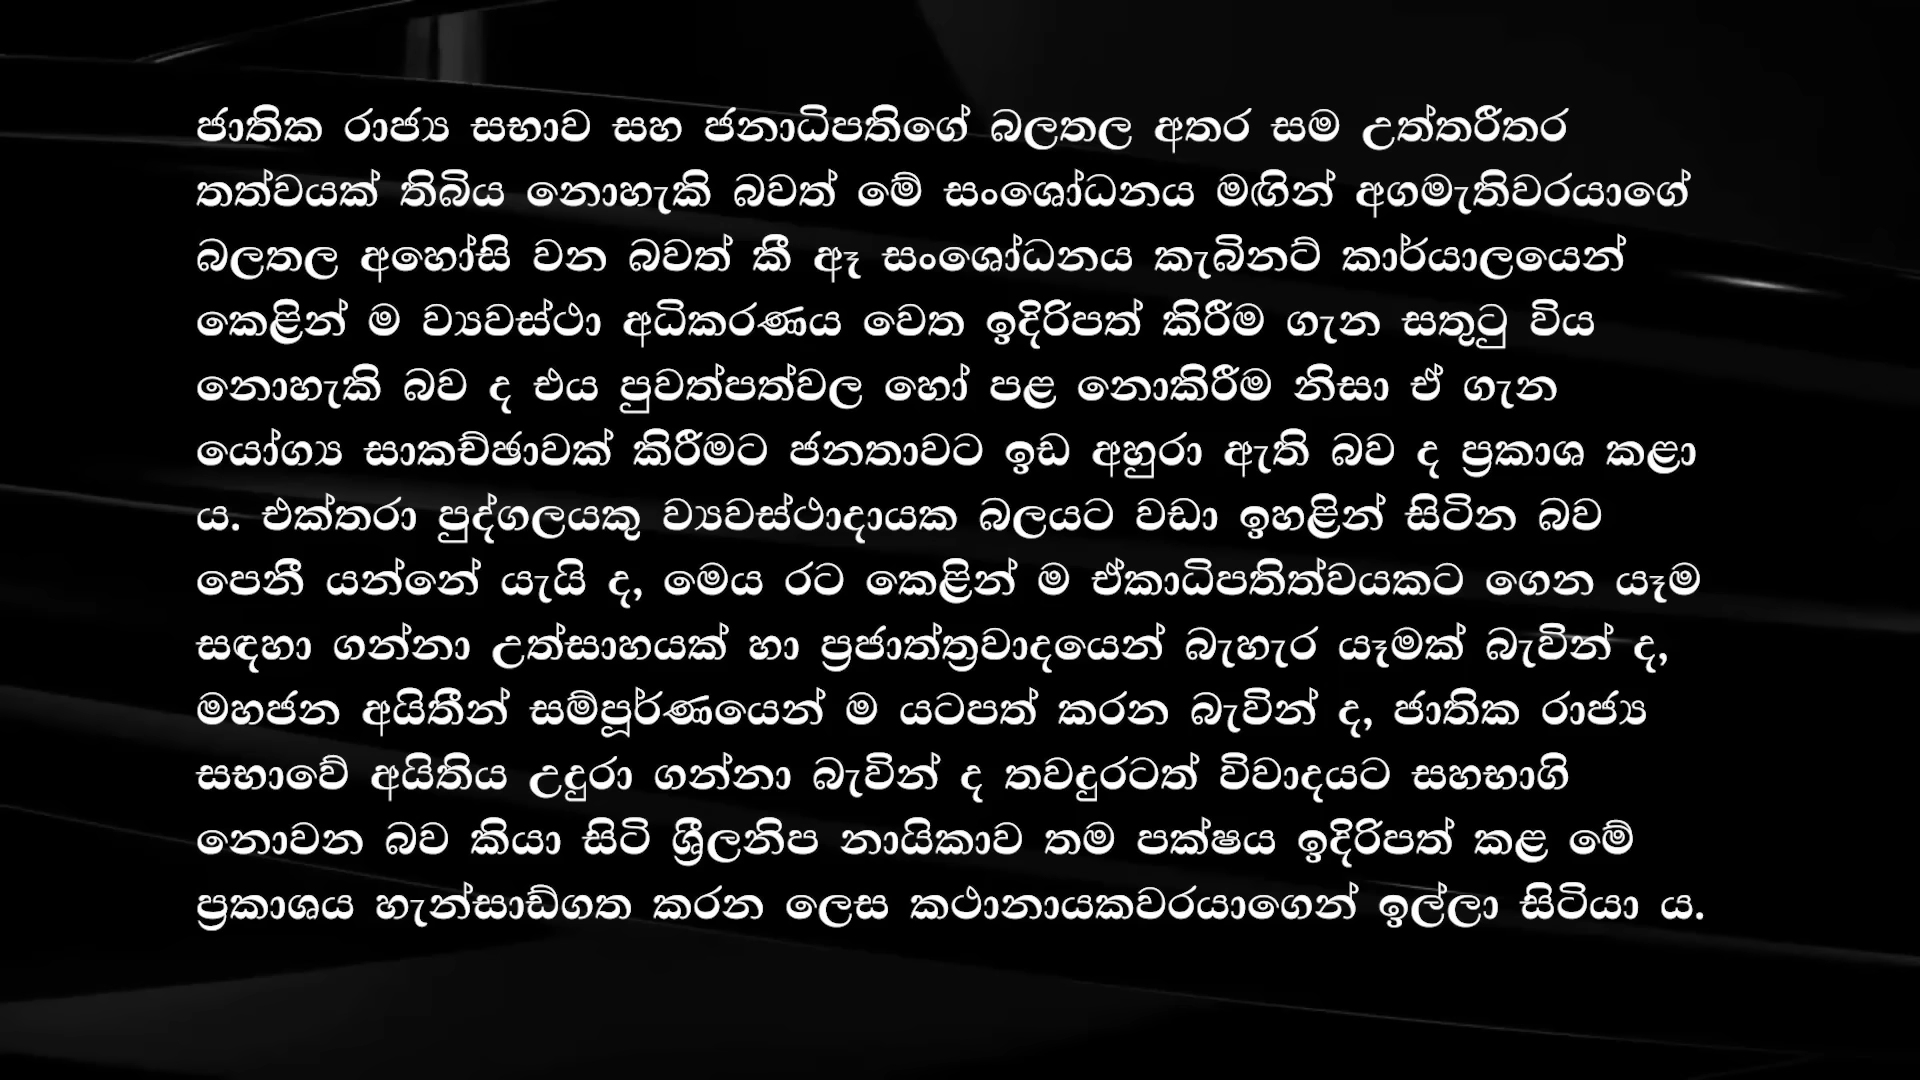 ජාතික රාජ්‍ය සභාව සහ ජනාධිපතිගේ බලතල අතර සම උත්තරීතර
තත්වයක් තිබිය නොහැකි බවත් මේ සංශෝධනය මඟින් අගමැතිවරයාගේ
බලතල අහෝසි වන බවත් කී ඈ සංශෝධනය කැබිනට් කාර්යාලයෙන්
කෙළින් ම ව්‍යවස්ථා අධිකරණය වෙත ඉදිරිපත් කිරීම ගැන සතුටු විය
නොහැකි බව ද එය පුවත්පත්වල හෝ පළ නොකිරීම නිසා ඒ ගැන
යෝග්‍ය සාකච්ඡාවක් කිරීමට ජනතාවට ඉඩ අහුරා ඇති බව ද ප්‍රකාශ කළා
ය. එක්තරා පුද්ගලයකු ව්‍යවස්ථාදායක බලයට වඩා ඉහළින් සිටින බව
පෙනී යන්නේ යැයි ද, මෙය රට කෙළින් ම ඒකාධිපතිත්වයකට ගෙන යෑම
සඳහා ගන්නා උත්සාහයක් හා ප්‍රජාත්ත්‍රවාදයෙන් බැහැර යෑමක් බැවින් ද,
මහජන අයිතීන් සම්පූර්ණයෙන් ම යටපත් කරන බැවින් ද, ජාතික රාජ්‍ය
සභාවේ අයිතිය උදුරා ගන්නා බැවින් ද තවදුරටත් විවාදයට සහභාගි
නොවන බව කියා සිටි ශ්‍රීලනිප නායිකාව තම පක්ෂය ඉදිරිපත් කළ මේ
ප්‍රකාශය හැන්සාඩ්ගත කරන ලෙස කථානායකවරයාගෙන් ඉල්ලා සිටියා ය.